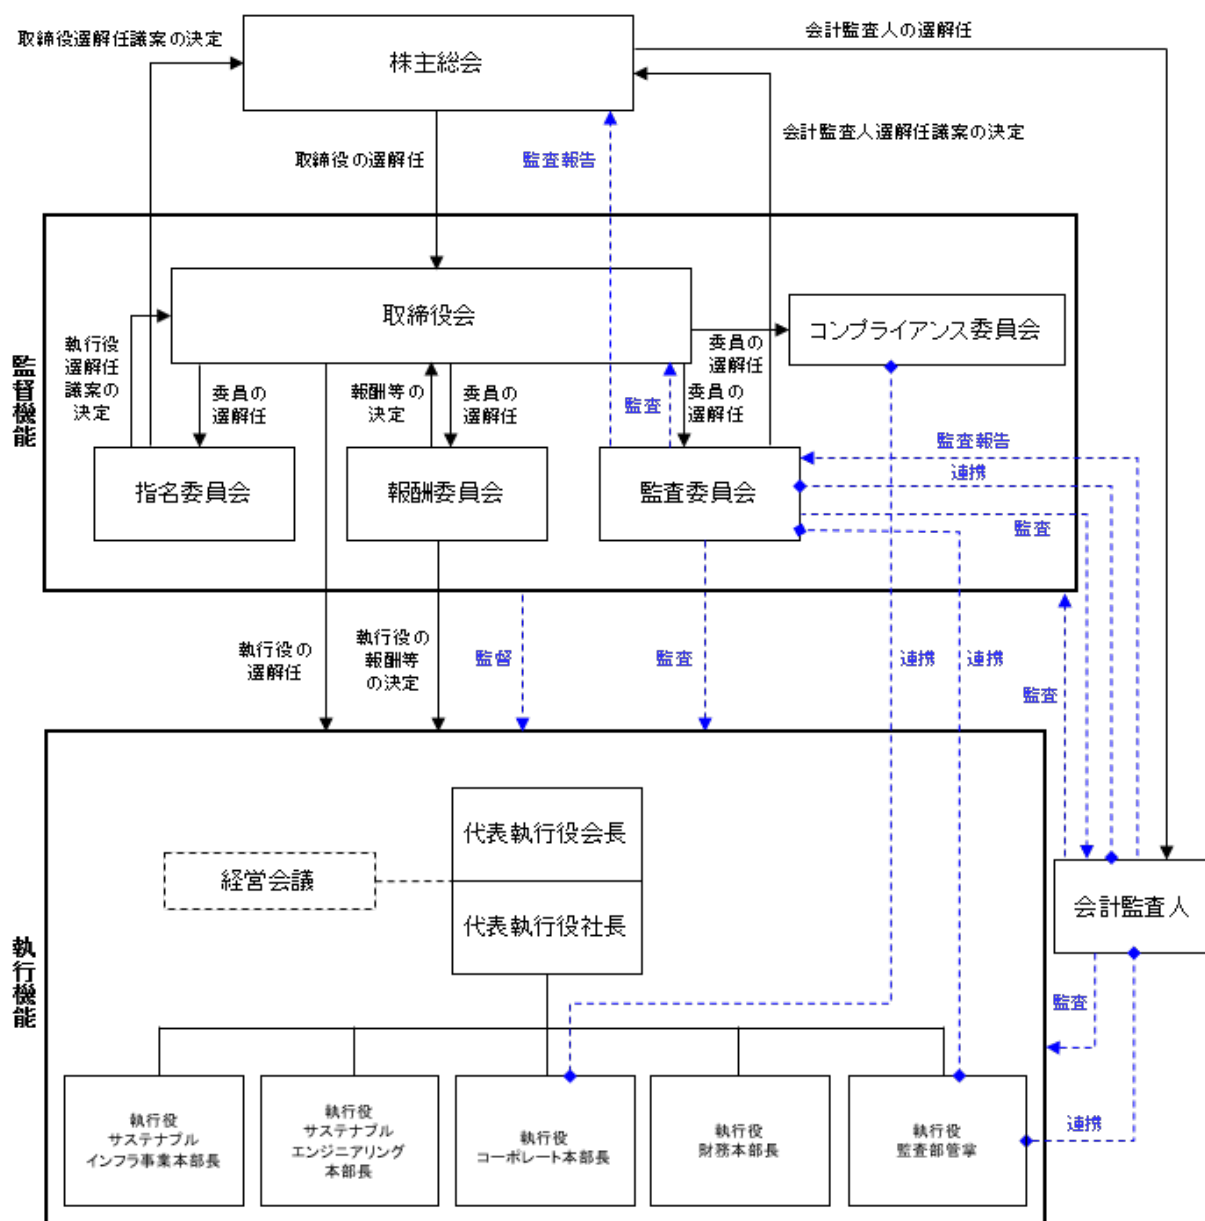 取締役選解任議案の決定
株主総会
会計監査人の選解任
取締役の選解任
監査報告
会計監査人選解任議案の決定
監督機能
取締役会
コンプライアンス委員会
執行役
選解任
議案の
決定
委員の
選解任
報酬等
の決定
委員の
選解任
監査
委員の
選解任
委員の
選解任
指名委員会
報酬委員会
監査委員会
監査報告
連携
監査
執行役の
選解任
執行役の
報酬等
の決定
監督
監査
連携
連携
監査
執行機能
代表執行役会長
経営会議
代表執行役社長
会計監査人
監査
連携
執行役
サステナブル
インフラ事業本部長
執行役
サステナブル
エンジニアリング
本部長
執行役
コーポレート本部長
執行役
財務本部長
執行役
監査部管掌